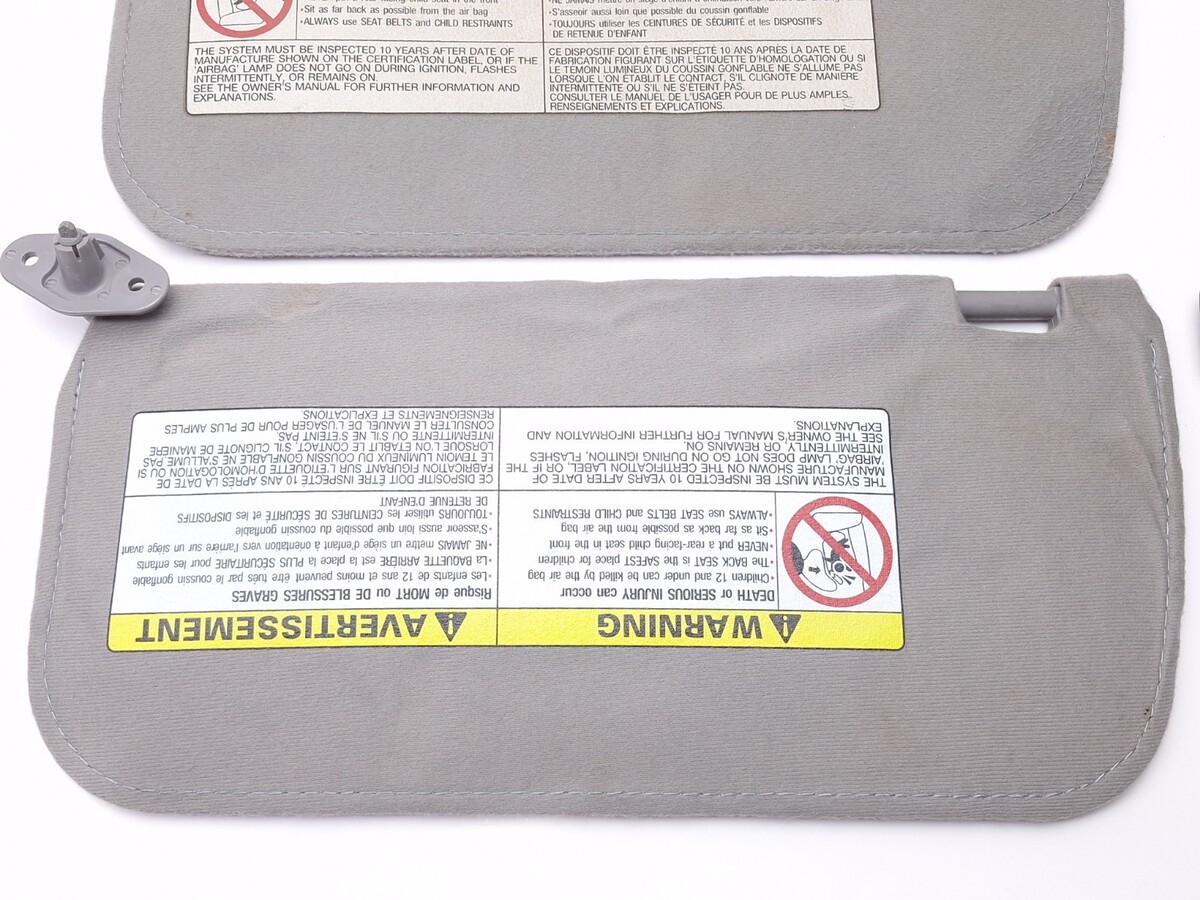 ·Sit as far back as possible from the air bag
·ALWAYS use SEAT BELTS and CHILD RESTRAINTS
·S'asseoir aussi loin que possible du coussin gonflable
·TOUJOURS utiliser les CEINTURES DE SÉCURITÉ et les DISPOSITIFS
DE RETENUE D'ENFANT
THE SYSTEM MUST BE INSPECTED 10 YEARS AFTER DATE OF
MANUFACTURE SHOWN ON THE CERTIFICATION LABEL, OR IF THE
'AIRBAG' LAMP DOES NOT GO ON DURING IGNITION, FLASHES
INTERMITTENTLY, OR REMAINS ON.
SEE THE OWNER'S MANUAL FOR FURTHER INFORMATION AND
EXPLANATIONS.
CE DISPOSITIF DOIT ÊTRE INSPECTÉ 10 ANS APRÈS LA DATE DE
FABRICATION FIGURANT SUR L'ÉTIQUETTE D'HOMOLOGATION OU SI
LE TÉMOIN LUMINEUX DU COUSSIN GONFLABLE NE S'ALLUME PAS
LORSQUE L'ON ÉTABLIT LE CONTACT, S'IL CLIGNOTE DE MANIÈRE
INTERMITTENTE OU S'IL NE S'ÉTEINT PAS.
CONSULTER LE MANUEL DE L'USAGER POUR DE PLUS AMPLES
RENSEIGNEMENTS ET EXPLICATIONS.
WARNING
DEATH or SERIOUS INJURY can occur
·Children 12 and under can be killed by the air bag
·The BACK SEAT is the SAFEST place for children
·NEVER put a rear-facing child seat in the front
·Sit as far back as possible from the air bag
·ALWAYS use SEAT BELTS and CHILD RESTRAINTS
AVERTISSEMENT
Risque de MORT ou DE BLESSURES GRAVES
·Les enfants de 12 ans et moins peuvent être tués par le coussin gonflable
·La BAQUETTE ARRIÈRE est la place la PLUS SÉCURITAIRE pour les enfants
·NE JAMAIS mettre un siège d'enfant à orientation vers l'arrière sur un siège avant
·S'asseoir aussi loin que possible du coussin gonflable
·TOUJOURS utiliser les CEINTURES DE SÉCURITÉ et les DISPOSITIFS
DE RETENUE D'ENFANT
THE SYSTEM MUST BE INSPECTED 10 YEARS AFTER DATE OF
MANUFACTURE SHOWN ON THE CERTIFICATION LABEL, OR IF THE
'AIRBAG' LAMP DOES NOT GO ON DURING IGNITION, FLASHES
INTERMITTENTLY, OR REMAINS ON.
SEE THE OWNER'S MANUAL FOR FURTHER INFORMATION AND
EXPLANATIONS.
CE DISPOSITIF DOIT ÊTRE INSPECTÉ 10 ANS APRÈS LA DATE DE
FABRICATION FIGURANT SUR L'ÉTIQUETTE D'HOMOLOGATION OU SI
LE TÉMOIN LUMINEUX DU COUSSIN GONFLABLE NE S'ALLUME PAS
LORSQUE L'ON ÉTABLIT LE CONTACT, S'IL CLIGNOTE DE MANIÈRE
INTERMITTENTE OU S'IL NE S'ÉTEINT PAS.
CONSULTER LE MANUEL DE L'USAGER POUR DE PLUS AMPLES
RENSEIGNEMENTS ET EXPLICATIONS.